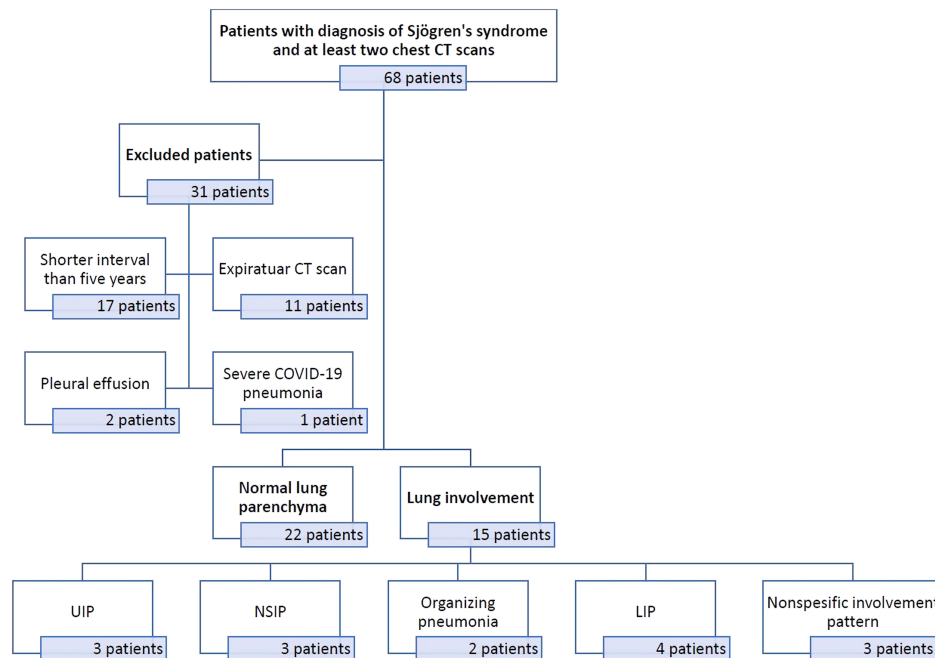 Patients with diagnosis of Sjögren's syndrome
and at least two chest CT scans
68 patients
Excluded patients
31 patients
Shorter interval
than five years
17 patients
Expiratuar CT scan
11 patients
Pleural effusion
2 patients
Severe COVID-19
pneumonia
1 patient
Normal lung
parenchyma
22 patients
Lung involvement
15 patients
UIP
3 patients
NSIP
3 patients
Organizing
pneumonia
2 patients
LIP
4 patients
Nonspesific involvement
pattern
3 patients